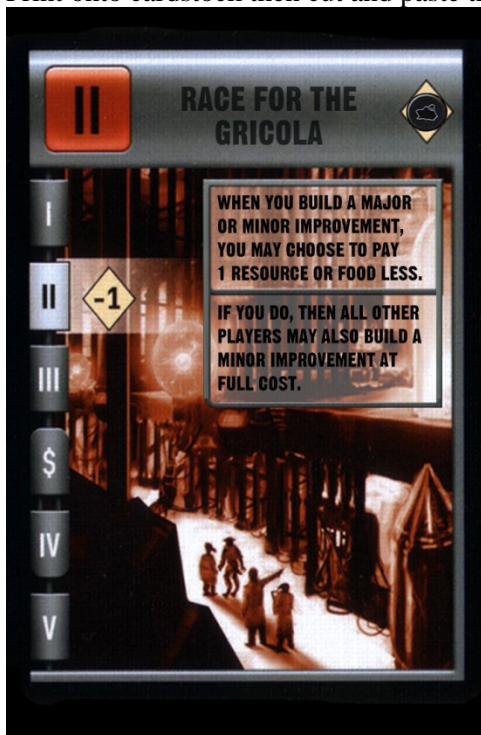 II
RACE FOR THE
GRICOLA
I
II
-1
III
$
IV
V
WHEN YOU BUILD A MAJOR
OR MINOR IMPROVEMENT,
YOU MAY CHOOSE TO PAY
1 RESOURCE OR FOOD LESS.
IF YOU DO, THEN ALL OTHER
PLAYERS MAY ALSO BUILD A
MINOR IMPROVEMENT AT
FULL COST.